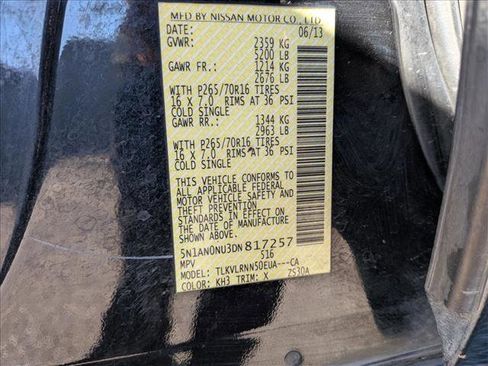 MFD BY NISSAN MOTOR CO., LTD.
DATE: 06/13
GVWR: 2359 KG
5200 LB
GAWR FR.: 1214 KG
2676 LB
WITH P265/70R16 TIRES
16 X 7.0 RIMS AT 36 PSI
COLD SINGLE
GAWR RR.: 1344 KG
2963 LB
WITH P265/70R16 TIRES
16 X 7.0 RIMS AT 36 PSI
COLD SINGLE
THIS VEHICLE CONFORMS TO
ALL APPLICABLE FEDERAL
MOTOR VEHICLE SAFETY AND
THEFT PREVENTION
STANDARDS IN EFFECT ON
THE DATE OF MANUFACTURE
SHOWN ABOVE.
5N1AN0NU3DN817257
MPV 516
MODEL: TLKVLRNN50EUA---CA
COLOR: KH3 TRIM: X ZS30A